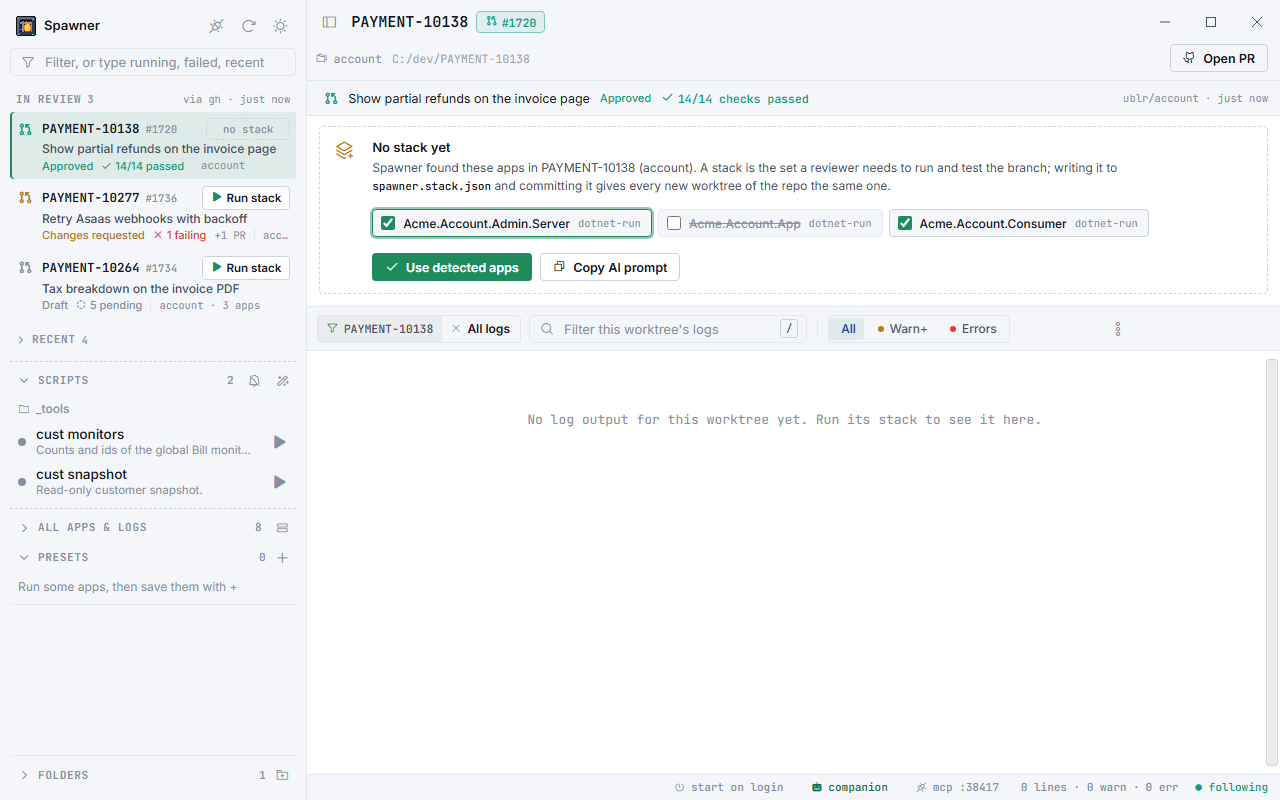 Spawner
Filter, or type running, failed, recent
IN REVIEW 3 via gh · just now
PAYMENT-10138 #1720 no stack
Show partial refunds on the invoice page
Approved 14/14 passed account
PAYMENT-10277 #1736 Run stack
Retry Asaas webhooks with backoff
Changes requested 1 failing +1 PR acc…
PAYMENT-10264 #1734 Run stack
Tax breakdown on the invoice PDF
Draft 5 pending account · 3 apps
RECENT 4
SCRIPTS 2
_tools
cust monitors
Counts and ids of the global Bill monit…
cust snapshot
Read-only customer snapshot.
ALL APPS & LOGS 8
PRESETS 0
Run some apps, then save them with +
FOLDERS 1
PAYMENT-10138 #1720
account C:/dev/PAYMENT-10138 Open PR
Show partial refunds on the invoice page Approved 14/14 checks passed ublr/account · just now
No stack yet
Spawner found these apps in PAYMENT-10138 (account). A stack is the set a reviewer needs to run and test the branch; writing it to
spawner.stack.json and committing it gives every new worktree of the repo the same one.
Acme.Account.Admin.Server dotnet-run Acme.Account.App dotnet-run Acme.Account.Consumer dotnet-run
Use detected apps Copy AI prompt
PAYMENT-10138 All logs Filter this worktree's logs / All Warn+ Errors
No log output for this worktree yet. Run its stack to see it here.
start on login companion mcp :38417 0 lines · 0 warn · 0 err following